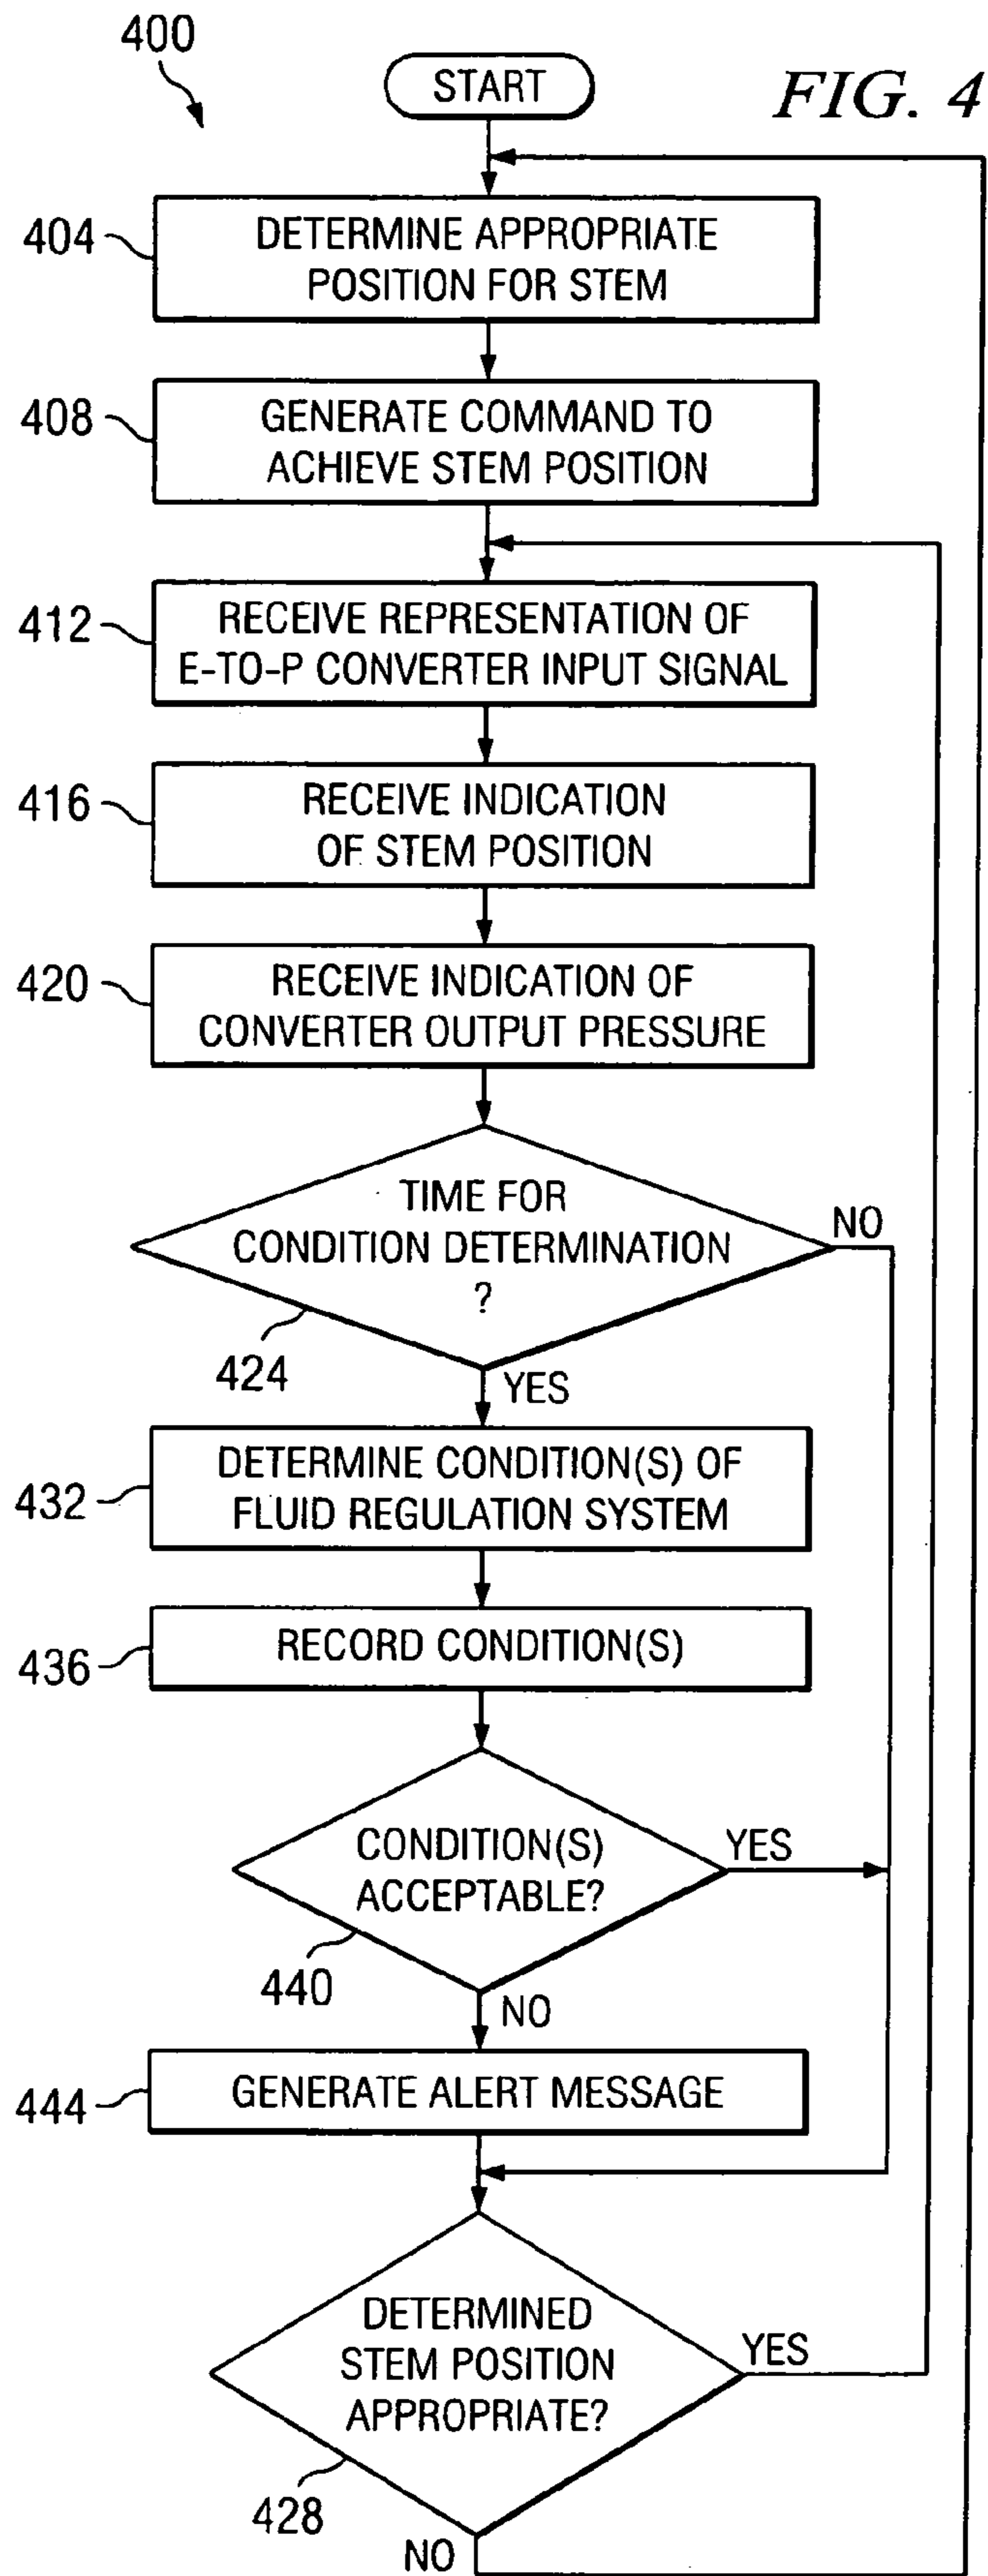 400
START
FIG. 4
404
DETERMINE APPROPRIATE
POSITION FOR STEM
408
GENERATE COMMAND TO
ACHIEVE STEM POSITION
412
RECEIVE REPRESENTATION OF
E-TO-P CONVERTER INPUT SIGNAL
416
RECEIVE INDICATION
OF STEM POSITION
420
RECEIVE INDICATION OF
CONVERTER OUTPUT PRESSURE
TIME FOR
CONDITION DETERMINATION
?
NO
424
YES
432
DETERMINE CONDITION(S) OF
FLUID REGULATION SYSTEM
436
RECORD CONDITION(S)
CONDITION(S)
ACCEPTABLE?
YES
440
NO
444
GENERATE ALERT MESSAGE
DETERMINED
STEM POSITION
APPROPRIATE?
YES
428
NO